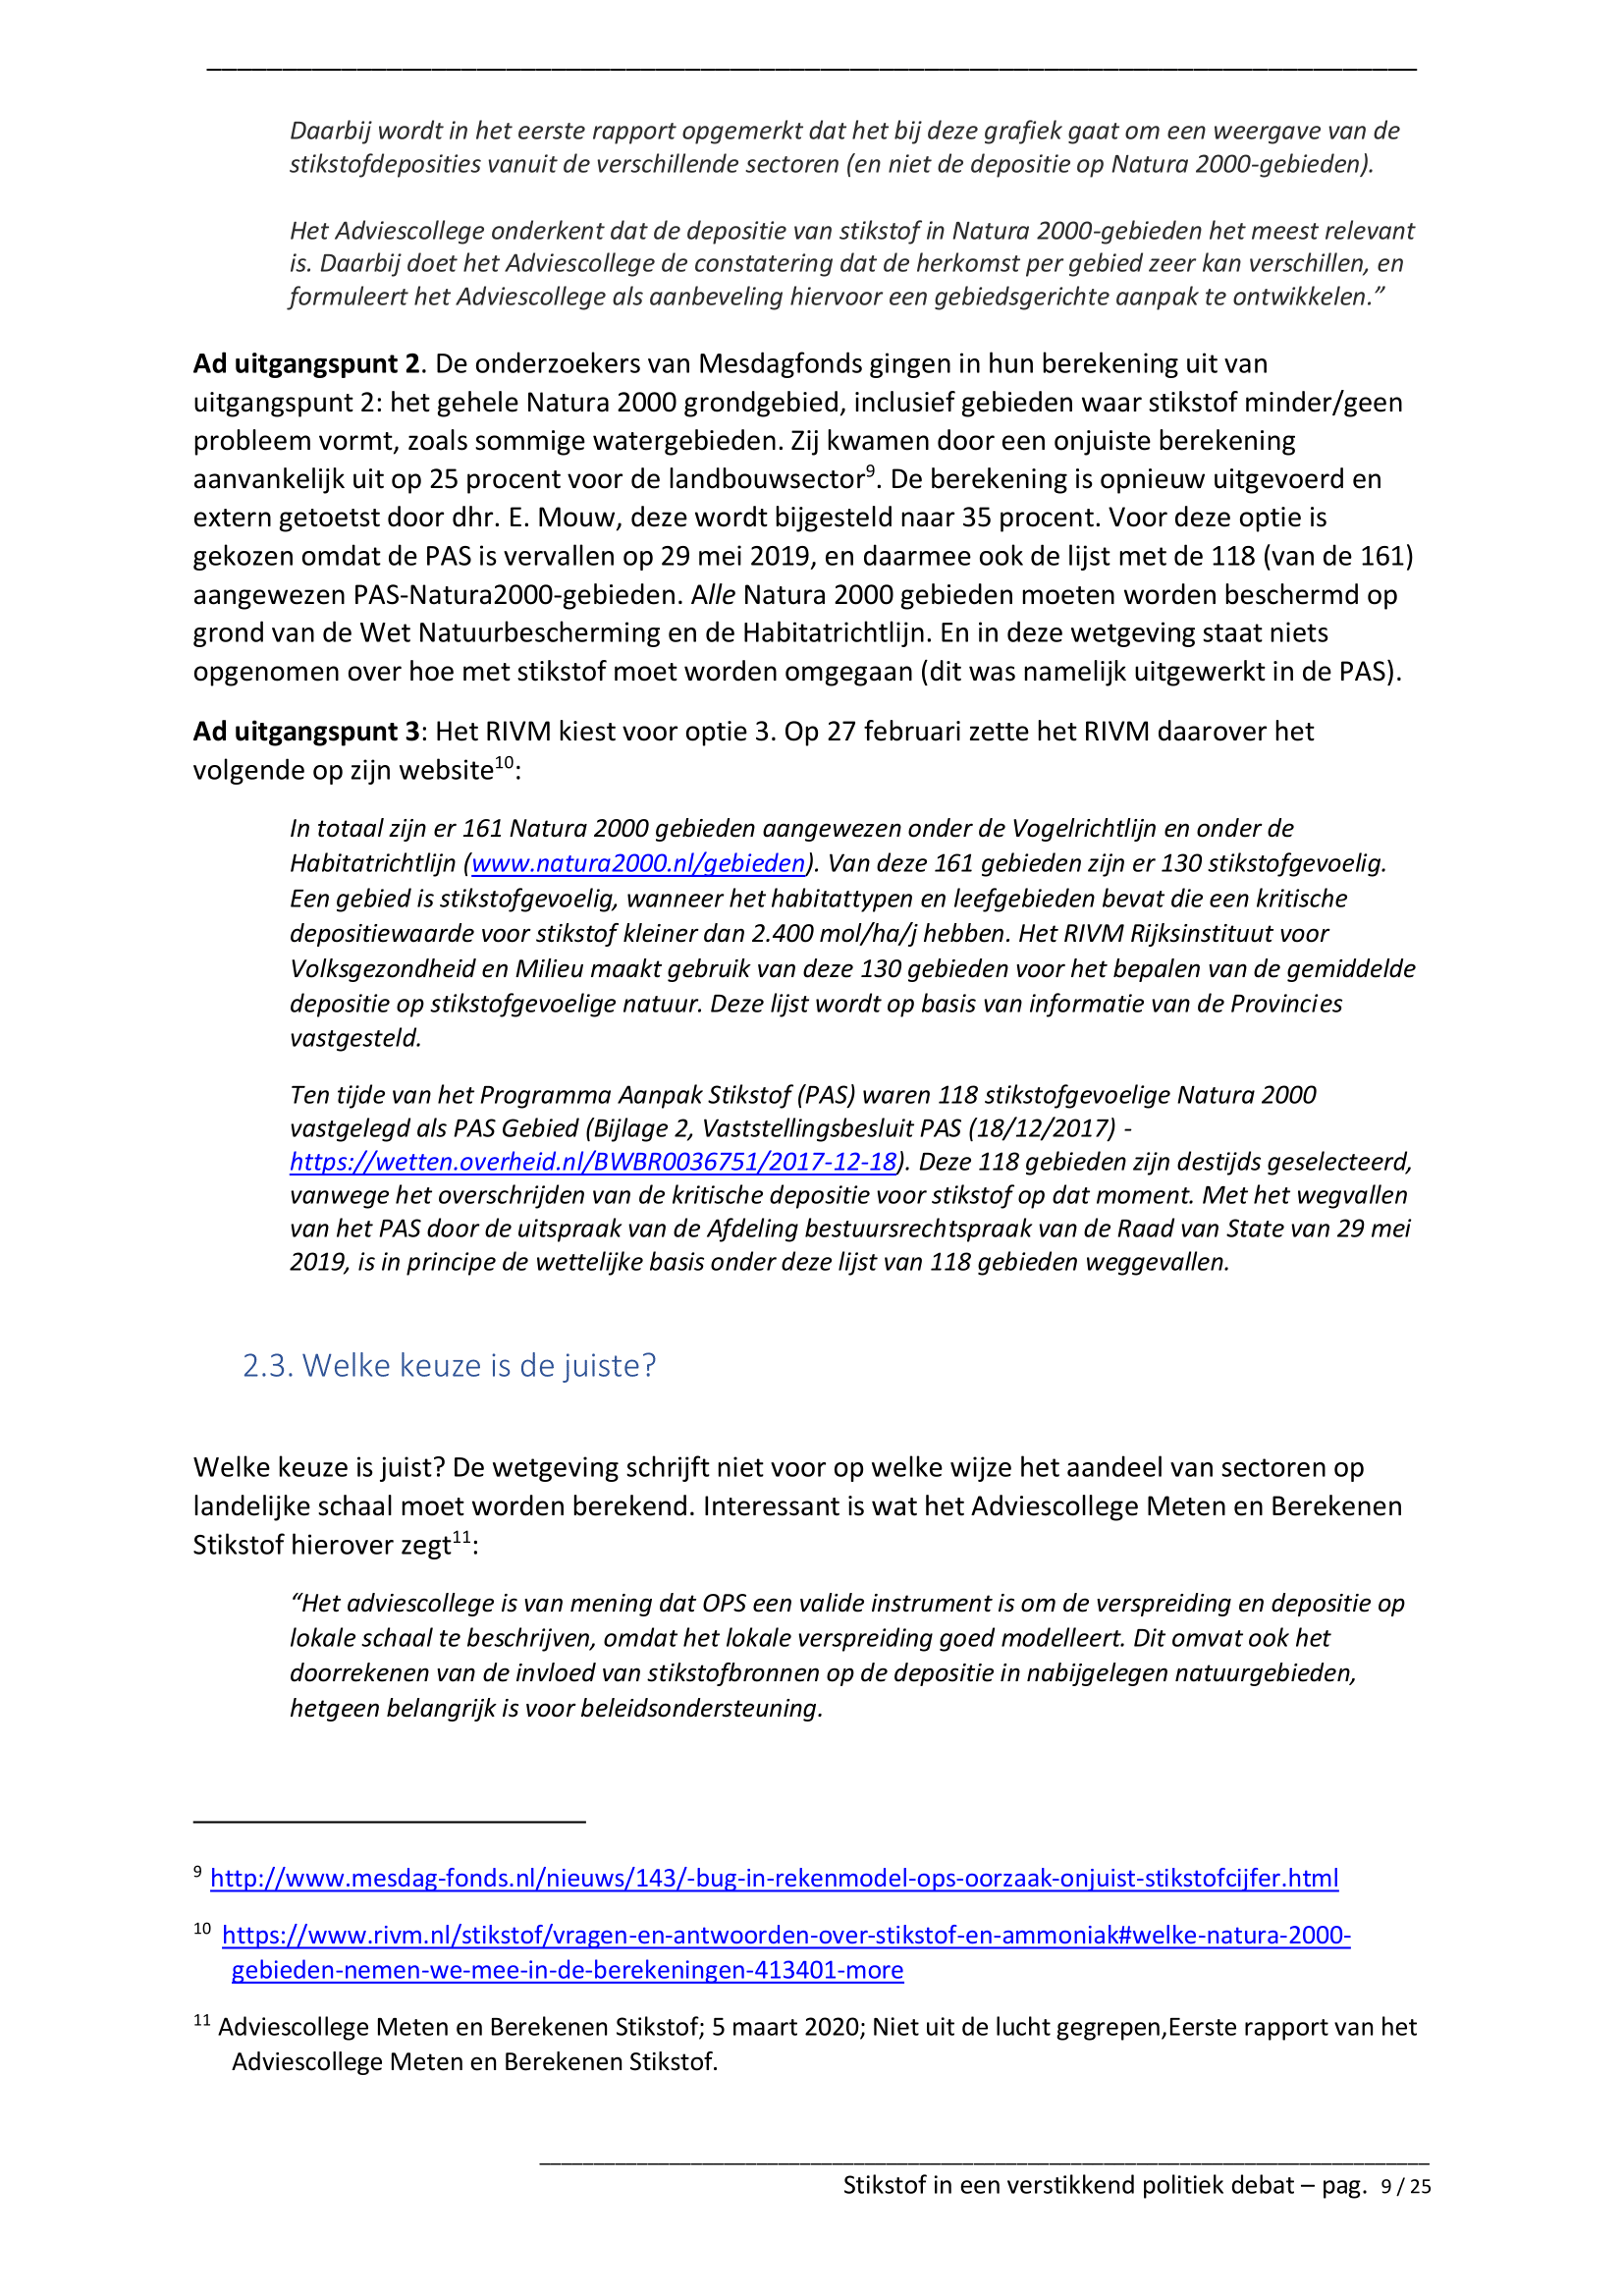 Daarbij wordt in het eerste rapport opgemerkt dat het bij deze grafiek gaat om een weergave van de
stikstofdeposities vanuit de verschillende sectoren (en niet de depositie op Natura 2000-gebieden).
Het Adviescollege onderkent dat de depositie van stikstof in Natura 2000-gebieden het meest relevant
is. Daarbij doet het Adviescollege de constatering dat de herkomst per gebied zeer kan verschillen, en
formuleert het Adviescollege als aanbeveling hiervoor een gebiedsgerichte aanpak te ontwikkelen.”
Ad uitgangspunt 2. De onderzoekers van Mesdagfonds gingen in hun berekening uit van
uitgangspunt 2: het gehele Natura 2000 grondgebied, inclusief gebieden waar stikstof minder/geen
probleem vormt, zoals sommige watergebieden. Zij kwamen door een onjuiste berekening
aanvankelijk uit op 25 procent voor de landbouwsector9. De berekening is opnieuw uitgevoerd en
extern getoetst door dhr. E. Mouw, deze wordt bijgesteld naar 35 procent. Voor deze optie is
gekozen omdat de PAS is vervallen op 29 mei 2019, en daarmee ook de lijst met de 118 (van de 161)
aangewezen PAS-Natura2000-gebieden. Alle Natura 2000 gebieden moeten worden beschermd op
grond van de Wet Natuurbescherming en de Habitatrichtlijn. En in deze wetgeving staat niets
opgenomen over hoe met stikstof moet worden omgegaan (dit was namelijk uitgewerkt in de PAS).
Ad uitgangspunt 3: Het RIVM kiest voor optie 3. Op 27 februari zette het RIVM daarover het
volgende op zijn website10:
In totaal zijn er 161 Natura 2000 gebieden aangewezen onder de Vogelrichtlijn en onder de
Habitatrichtlijn (www.natura2000.nl/gebieden). Van deze 161 gebieden zijn er 130 stikstofgevoelig.
Een gebied is stikstofgevoelig, wanneer het habitattypen en leefgebieden bevat die een kritische
depositiewaarde voor stikstof kleiner dan 2.400 mol/ha/j hebben. Het RIVM Rijksinstituut voor
Volksgezondheid en Milieu maakt gebruik van deze 130 gebieden voor het bepalen van de gemiddelde
depositie op stikstofgevoelige natuur. Deze lijst wordt op basis van informatie van de Provincies
vastgesteld.
Ten tijde van het Programma Aanpak Stikstof (PAS) waren 118 stikstofgevoelige Natura 2000
vastgelegd als PAS Gebied (Bijlage 2, Vaststellingsbesluit PAS (18/12/2017) -
https://wetten.overheid.nl/BWBR0036751/2017-12-18). Deze 118 gebieden zijn destijds geselecteerd,
vanwege het overschrijden van de kritische depositie voor stikstof op dat moment. Met het wegvallen
van het PAS door de uitspraak van de Afdeling bestuursrechtspraak van de Raad van State van 29 mei
2019, is in principe de wettelijke basis onder deze lijst van 118 gebieden weggevallen.
2.3. Welke keuze is de juiste?
Welke keuze is juist? De wetgeving schrijft niet voor op welke wijze het aandeel van sectoren op
landelijke schaal moet worden berekend. Interessant is wat het Adviescollege Meten en Berekenen
Stikstof hierover zegt11:
“Het adviescollege is van mening dat OPS een valide instrument is om de verspreiding en depositie op
lokale schaal te beschrijven, omdat het lokale verspreiding goed modelleert. Dit omvat ook het
doorrekenen van de invloed van stikstofbronnen op de depositie in nabijgelegen natuurgebieden,
hetgeen belangrijk is voor beleidsondersteuning.
9 http://www.mesdag-fonds.nl/nieuws/143/-bug-in-rekenmodel-ops-oorzaak-onjuist-stikstofcijfer.html
10 https://www.rivm.nl/stikstof/vragen-en-antwoorden-over-stikstof-en-ammoniak#welke-natura-2000-
gebieden-nemen-we-mee-in-de-berekeningen-413401-more
11 Adviescollege Meten en Berekenen Stikstof; 5 maart 2020; Niet uit de lucht gegrepen,Eerste rapport van het
Adviescollege Meten en Berekenen Stikstof.
Stikstof in een verstikkend politiek debat – pag. 9 / 25